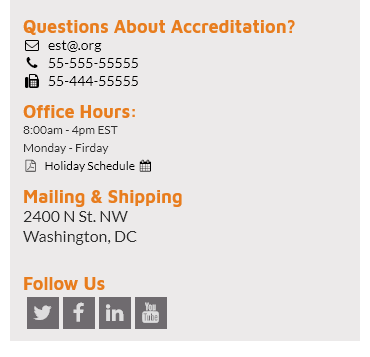 Questions About Accreditation?
est@.org
55-555-55555
55-444-55555
Office Hours:
8:00am - 4pm EST
Monday - Firday
Holiday Schedule
Mailing & Shipping
2400 N St. NW
Washington, DC
Follow Us
You Tube